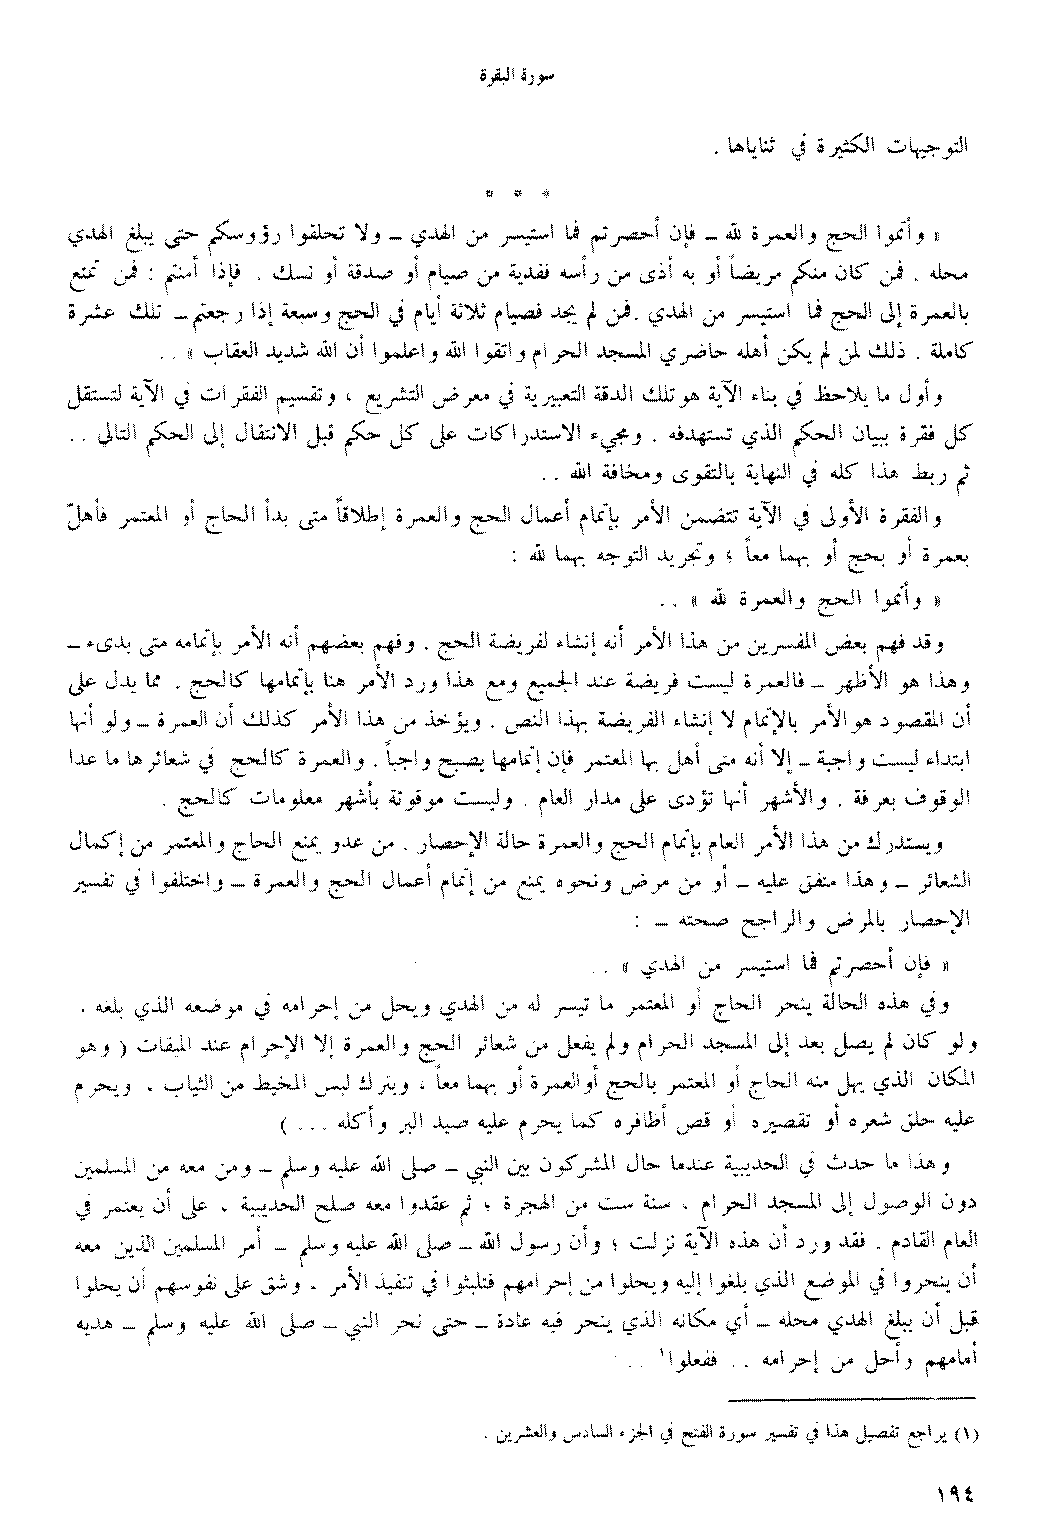 سورة البقرة
التوجيهات الكثيرة في ثناياها .
* * *
« وأتموا الحج والعمرة لله ــ فإن أحصرتم فما استيسر من الهدي ــ ولا تحلقوا رؤوسكم حتى يبلغ الهدي
محله . فمن كان منكم مريضاً أو به أذى من رأسه ففدية من صيام أو صدقة أو نسك . فإذا أمنتم : فمن تمتع
بالعمرة إلى الحج فما استيسر من الهدي .فمن لم يجد فصيام ثلاثة أيام في الحج وسبعة إذا رجعتم ــ تلك عشرة
كاملة . ذلك لمن لم يكن أهله حاضري المسجد الحرام واتقوا الله واعلموا أن الله شديد العقاب » . .
وأول ما يلاحظ في بناء الآية هو تلك الدقة التعبيرية في معرض التشريع ، وتقسيم الفقرات في الآية لتستقل
كل فقرة ببيان الحكم الذي تستهدفه . ومجيء الاستدراكات على كل حكم قبل الانتقال إلى الحكم التالي . .
ثم ربط هذا كله في النهاية بالتقوى ومخافة الله . .
والفقرة الأولى في الآية تتضمن الأمر بإتمام أعمال الحج والعمرة إطلاقاً متى بدأ الحاج أو المعتمر فأهلّ
بعمرة أو بحج أو بهما معاً ؛ وتجريد التوجه بهما لله :
« وأتموا الحج والعمرة لله » . .
وقد فهم بعض المفسرين من هذا الأمر أنه إنشاء لفريضة الحج . وفهم بعضهم أنه الأمر بإتمامه متى بدىء ــ
وهذا هو الأظهر ــ فالعمرة ليست فريضة عند الجميع ومع هذا ورد الأمر هنا بإتمامها كالحج . مما يدل على
أن المقصود هو الأمر بالإتمام لا إنشاء الفريضة بهذا النص . ويؤخذ من هذا الأمر كذلك أن العمرة ــ ولو أنها
ابتداء ليست واجبة ــ إلا أنه متى أهل بها المعتمر فإن إتمامها يصبح واجباً . والعمرة كالحج في شعائرها ما عدا
الوقوف بعرفة . والأشهر أنها تؤدى على مدار العام . وليست موقوتة بأشهر معلومات كالحج .
ويستدرك من هذا الأمر العام بإتمام الحج والعمرة حالة الإحصار . من عدو يمنع الحاج والمعتمر من إكمال
الشعائر ــ وهذا متفق عليه ــ أو من مرض ونحوه يمنع من إتمام أعمال الحج والعمرة ــ واختلفوا في تفسير
الإحصار بالمرض والراجح صحته ــ :
« فإن أحصرتم فما استيسر من الهدي » . .
وفي هذه الحالة ينحر الحاج أو المعتمر ما تيسر له من الهدي ويحل من إحرامه في موضعه الذي بلغه .
ولو كان لم يصل بعد إلى المسجد الحرام ولم يفعل من شعائر الحج والعمرة إلا الإحرام عند الميقات ( وهو
المكان الذي يهل منه الحاج أو المعتمر بالحج أو العمرة أو بهما معاً ، ويترك لبس المخيط من الثياب ، ويحرم
عليه حلق شعره أو تقصيره أو قص أظافره كما يحرم عليه صيد البر وأكله ... )
وهذا ما حدث في الحديبية عندما حال المشركون بين النبي ــ صلى الله عليه وسلم ــ ومن معه من المسلمين
دون الوصول إلى المسجد الحرام ، سنة ست من الهجرة ؛ ثم عقدوا معه صلح الحديبية ، على أن يعتمر في
العام القادم . فقد ورد أن هذه الآية نزلت ؛ وأن رسول الله ــ صلى الله عليه وسلم ــ أمر المسلمين الذين معه
أن ينحروا في الموضع الذي بلغوا إليه ويحلوا من إحرامهم فتلبثوا في تنفيذ الأمر ، وشق على نفوسهم أن يحلوا
قبل أن يبلغ الهدي محله ــ أي مكانه الذي ينحر فيه عادة ــ حتى نحر النبي ــ صلى الله عليه وسلم ــ هديه
أمامهم وأحل من إحرامه . . ففعلوا¹ . .
(١) يراجع تفصيل هذا في تفسير سورة الفتح في الجزء السادس والعشرين .
١٩٤